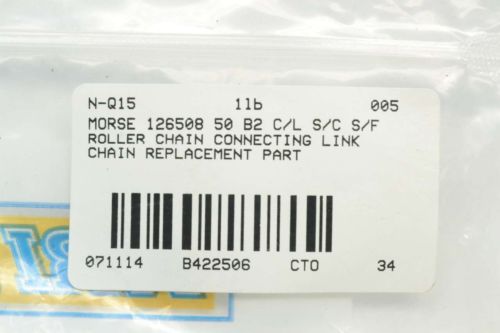 N-Q15 1lb 005
MORSE 126508 50 B2 C/L S/C S/F
ROLLER CHAIN CONNECTING LINK
CHAIN REPLACEMENT PART
071114 B422506 CTO 34